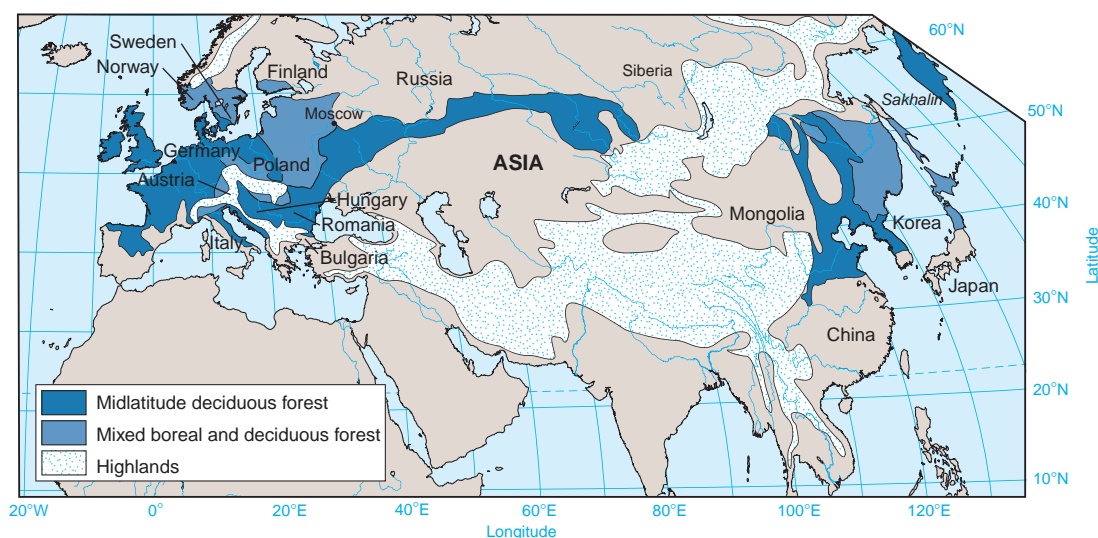 Sweden
60°N
Norway
Finland
Russia
Siberia
Sakhalin
50°N
Moscow
Germany
Poland
ASIA
Austria
Hungary
Mongolia
40°N
Korea
Romania
Italy
Bulgaria
Latitude
Japan
30°N
China
20°N
Midlatitude deciduous forest
Mixed boreal and deciduous forest
Highlands
10°N
20°W
0°
20°E
40°E
60°E
80°E
100°E
120°E
Longitude